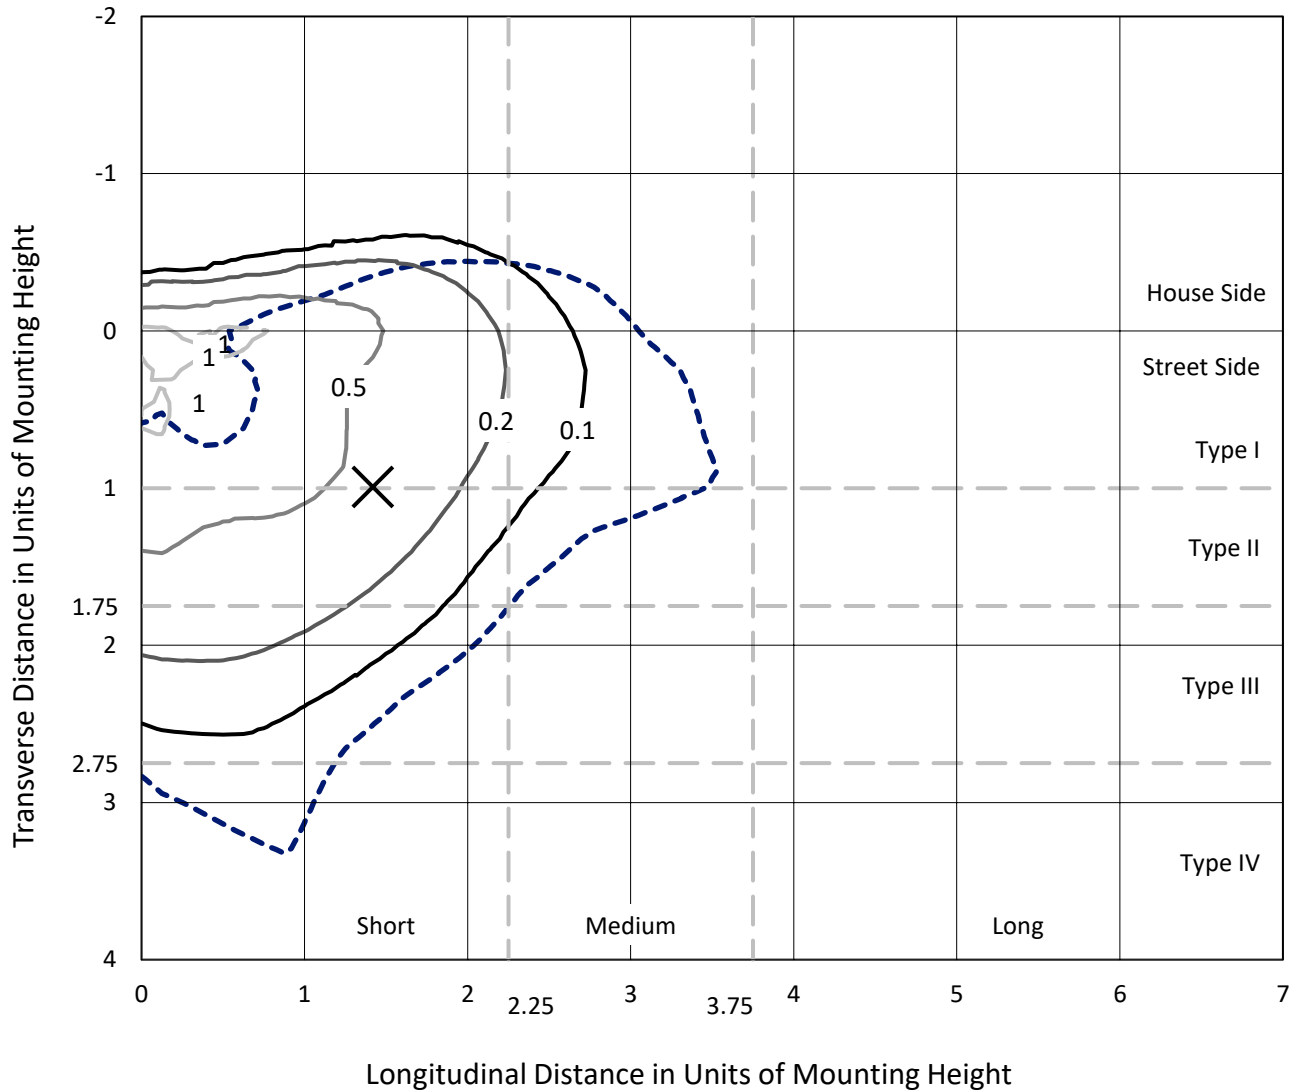 -2
-1
House Side
0
1
Street Side
1
0.5
1
0.2
0.1
Type I
1
Type II
1.75
2
Type III
2.75
3
Type IV
Short
Medium
Long
4
0
1
2
2.25
3
3.75
4
5
6
7
Transverse Distance in Units of Mounting Height
Longitudinal Distance in Units of Mounting Height